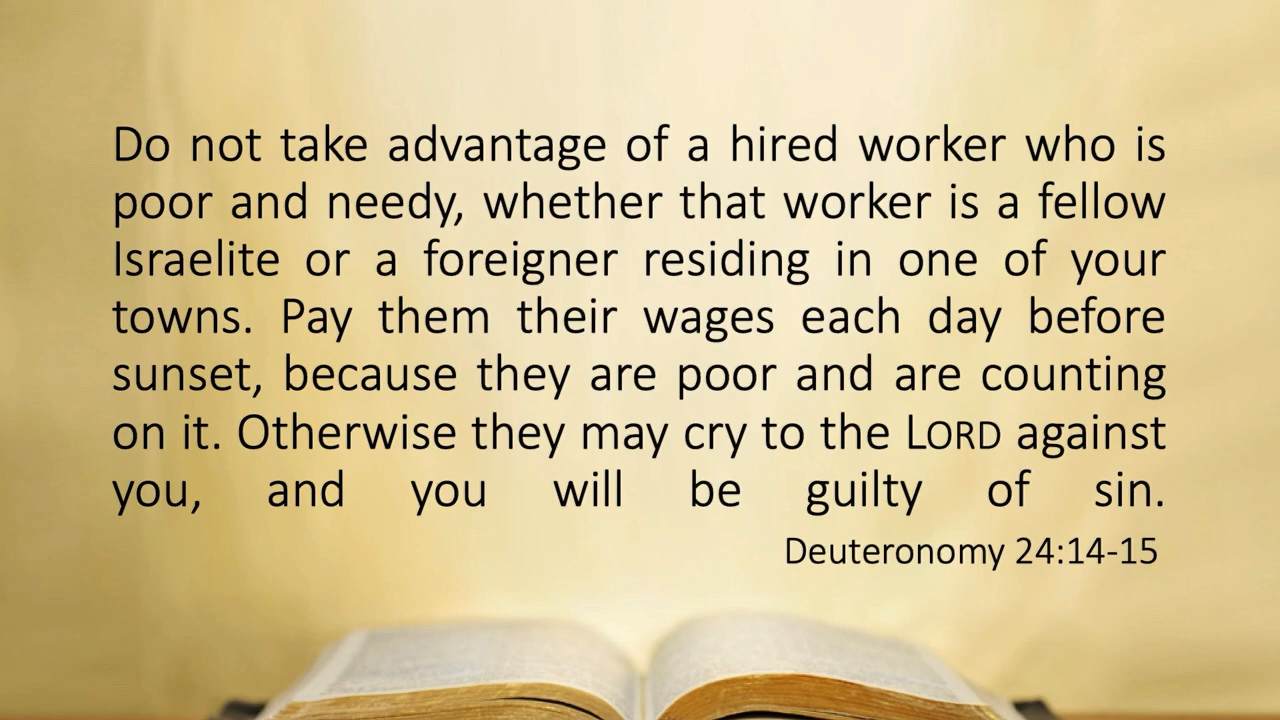 Do not take advantage of a hired worker who is
poor and needy, whether that worker is a fellow
Israelite or a foreigner residing in one of your
towns. Pay them their wages each day before
sunset, because they are poor and are counting
on it. Otherwise they may cry to the LORD against
you, and you will be guilty of sin.
Deuteronomy 24:14-15